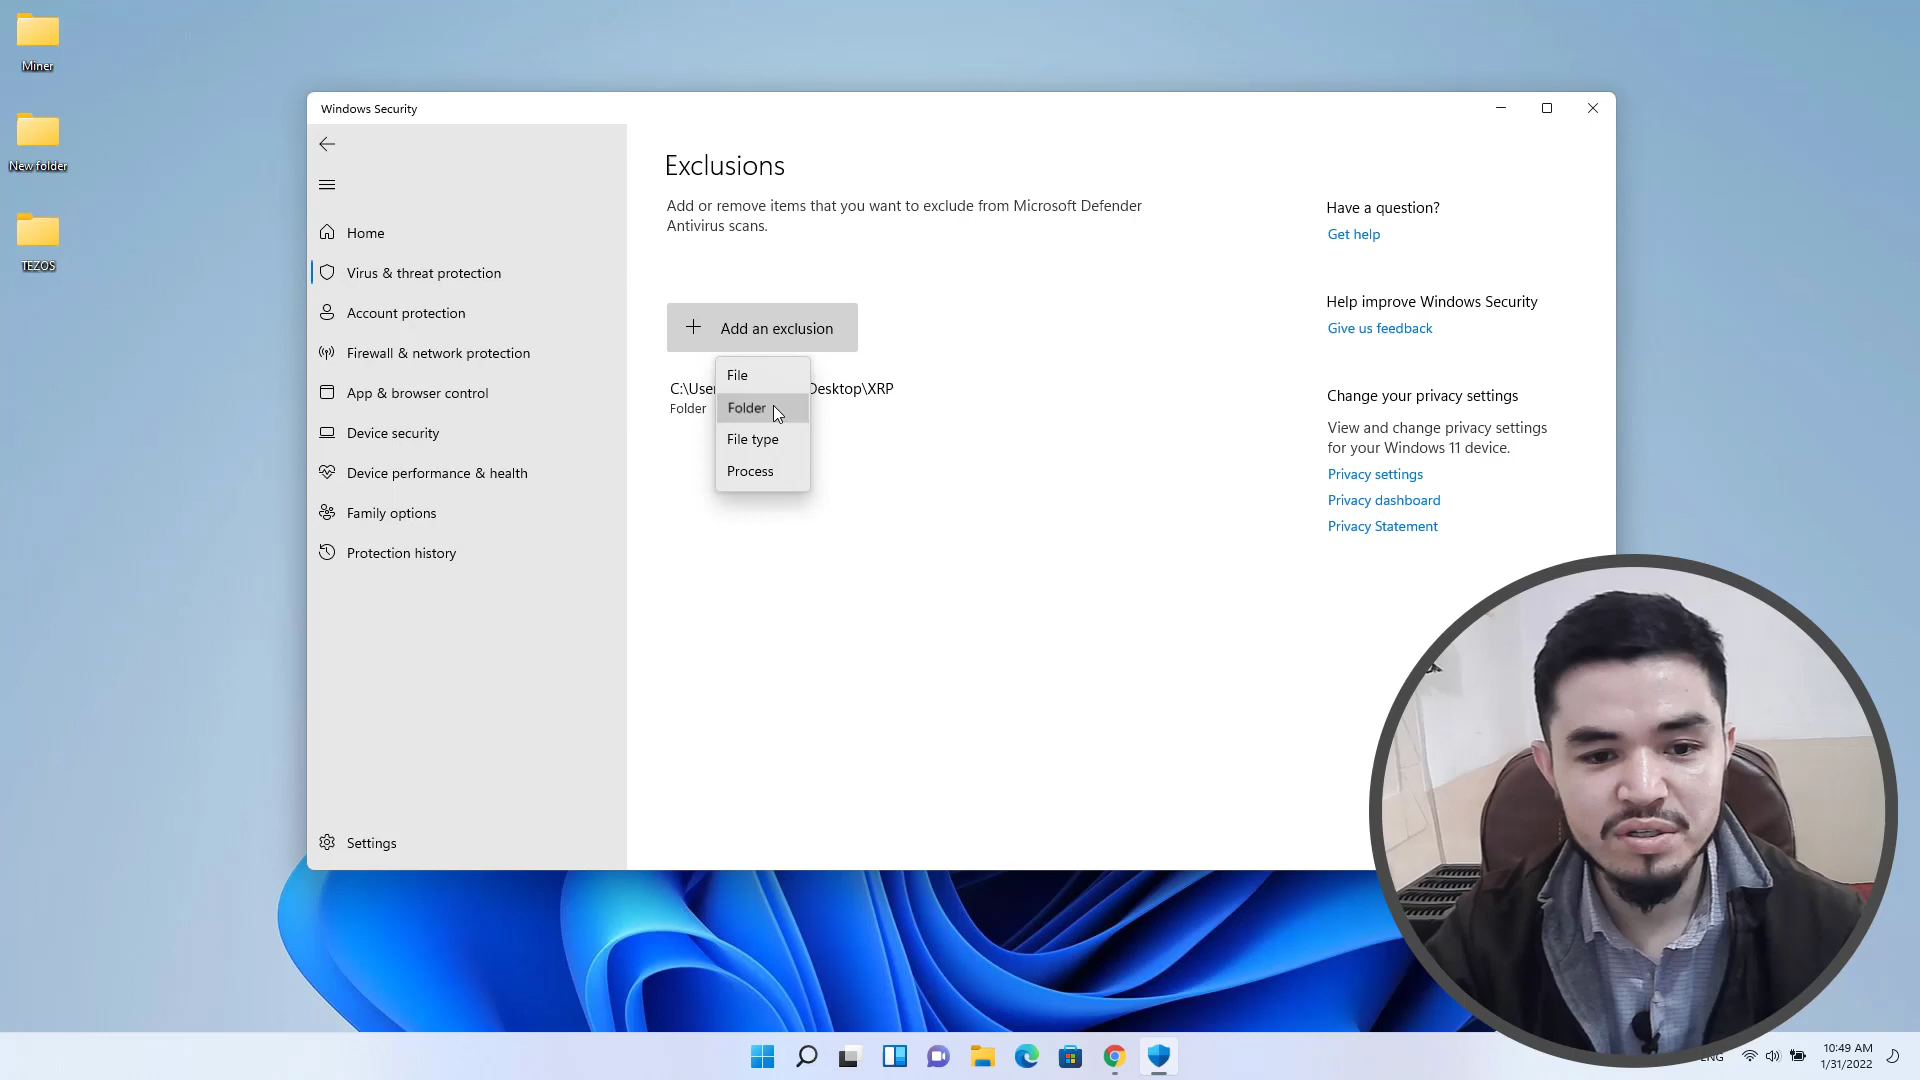 Miner
New folder
TEZOS
Windows Security
Home
Virus & threat protection
Account protection
Firewall & network protection
App & browser control
Device security
Device performance & health
Family options
Protection history
Settings
Exclusions
Add or remove items that you want to exclude from Microsoft Defender
Antivirus scans.
Add an exclusion
File
Folder
File type
Process
C:\User Desktop\XRP
Folder
Have a question?
Get help
Help improve Windows Security
Give us feedback
Change your privacy settings
View and change privacy settings
for your Windows 11 device.
Privacy settings
Privacy dashboard
Privacy Statement
ENG
10:49 AM
1/31/2022